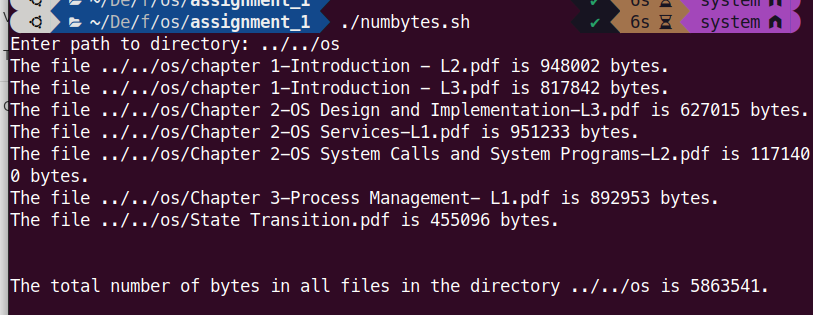 ~/De/f/os/assignment_1 6s system
~/De/f/os/assignment_1 ./numbytes.sh ✔ 6s system
Enter path to directory: ../../os
The file ../../os/chapter 1-Introduction – L2.pdf is 948002 bytes.
The file ../../os/chapter 1-Introduction – L3.pdf is 817842 bytes.
The file ../../os/Chapter 2-OS Design and Implementation-L3.pdf is 627015 bytes.
The file ../../os/Chapter 2-OS Services-L1.pdf is 951233 bytes.
The file ../../os/Chapter 2-OS System Calls and System Programs-L2.pdf is 117140
0 bytes.
The file ../../os/Chapter 3-Process Management- L1.pdf is 892953 bytes.
The file ../../os/State Transition.pdf is 455096 bytes.
The total number of bytes in all files in the directory ../../os is 5863541.